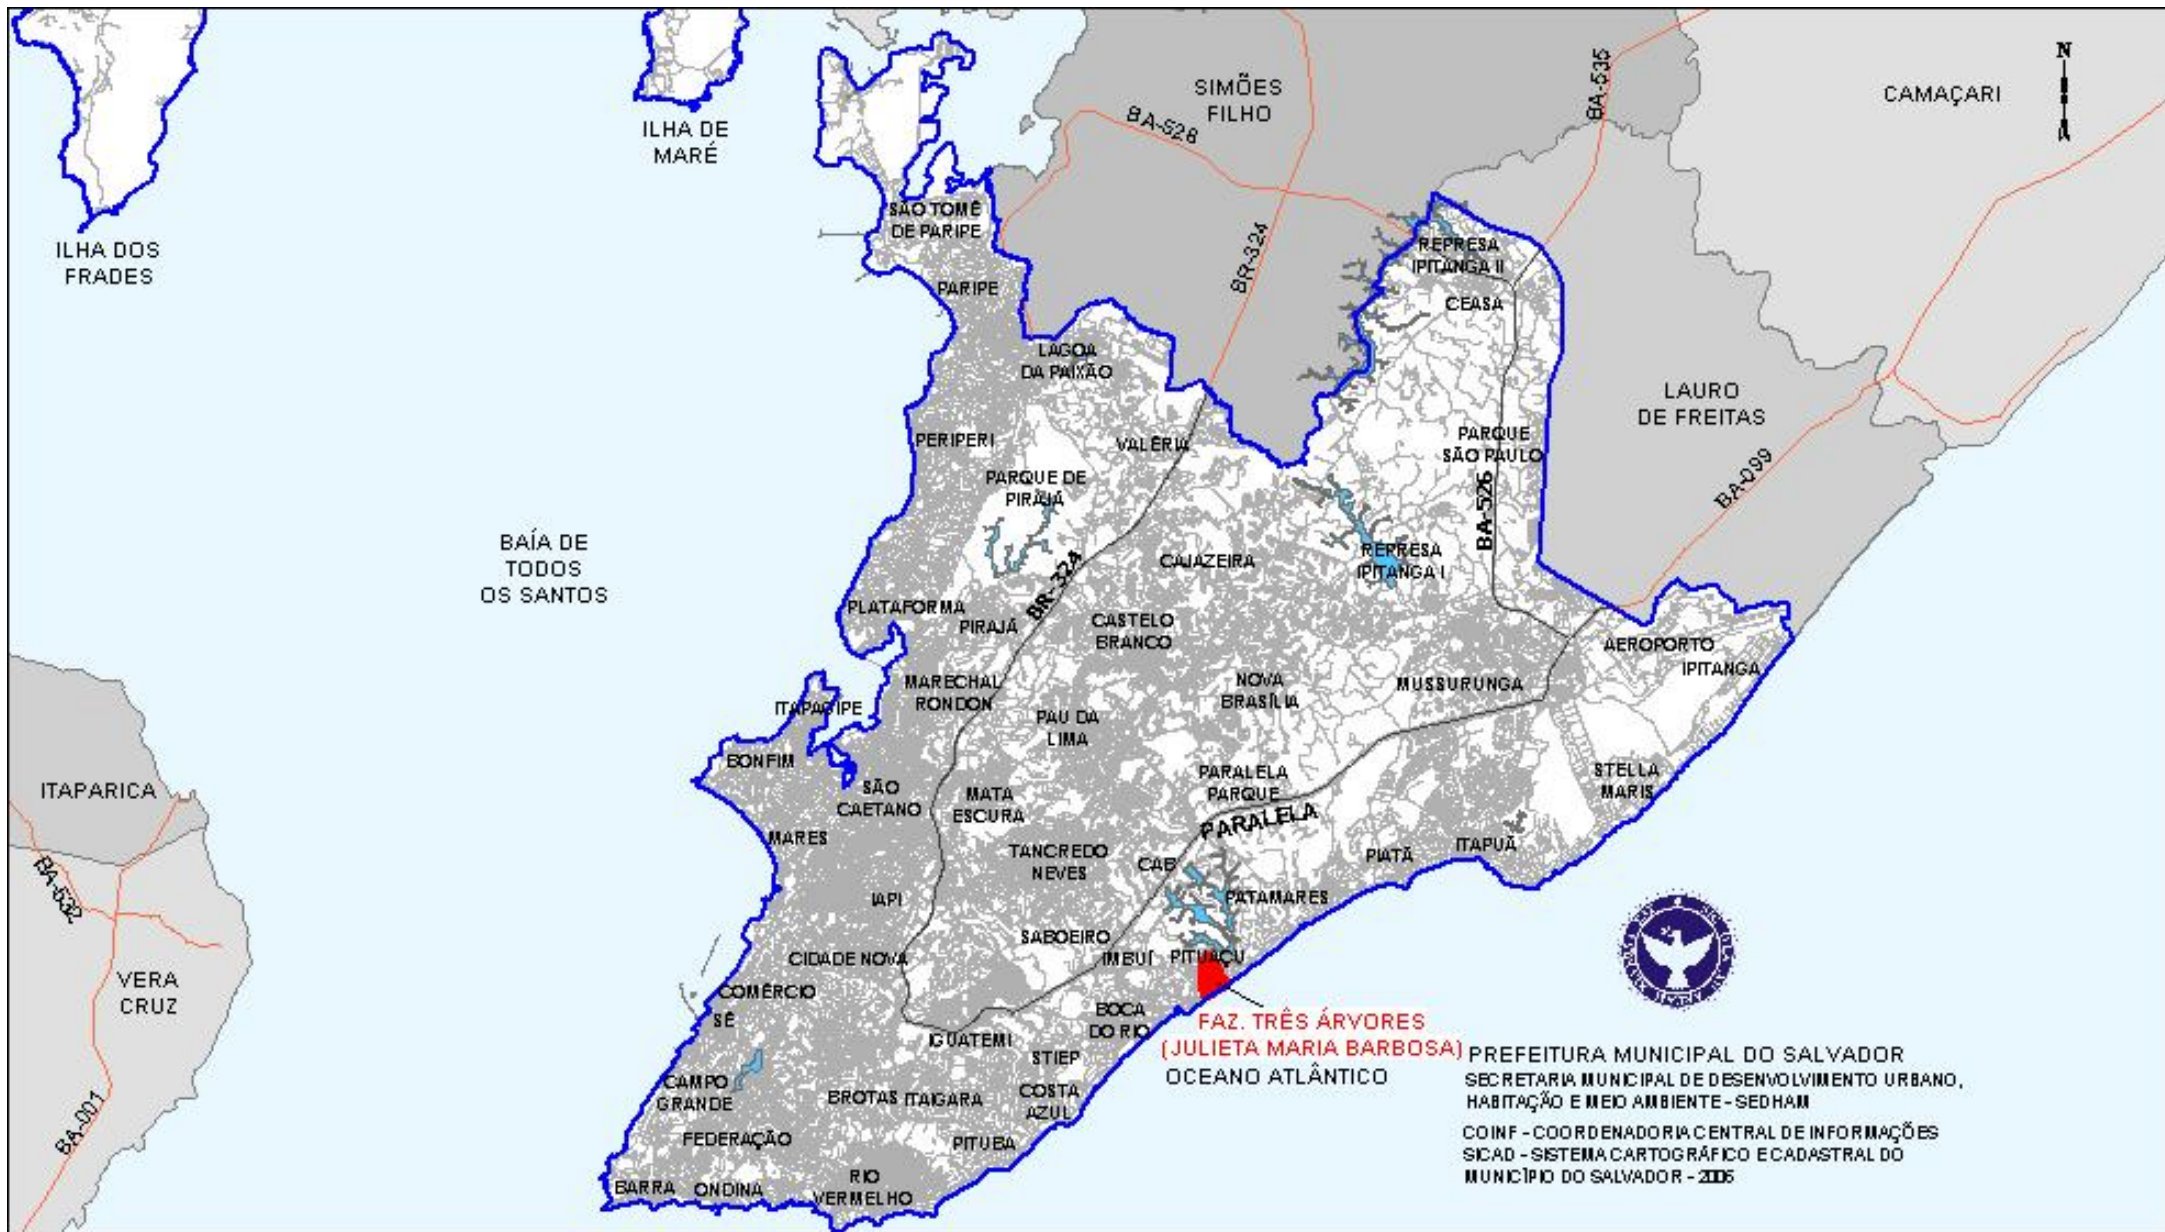 N
CAMAÇARI
SIMÕES
FILHO
BA-528
BA-535
BR-324
ILHA DE
MARÉ
ILHA DOS
FRADES
SÃO TOMÉ
DE PARIPE
PARIPE
REPRESA
IPITANGA II
CEASA
LAGOA
DA PAIXÃO
LAURO
DE FREITAS
BA-099
PERIPERI
VALÉRIA
PARQUE
SÃO PAULO
BA-526
PARQUE DE
PIRAJÁ
BAÍA DE
TODOS
OS SANTOS
CAJAZEIRA
REPRESA
IPITANGA I
BR-324
PLATAFORMA
PIRAJÁ
CASTELO
BRANCO
AEROPORTO
IPITANGA
MARECHAL
RONDON
NOVA
BRASÍLIA
MUSSURUNGA
ITAPAGIPE
PAU DA
LIMA
BONFIM
ITAPARICA
SÃO
CAETANO
MATA
ESCURA
PARALELA
PARQUE
PARALELA
STELLA
MARIS
MARES
TANCREDO
NEVES
CAB
PIATÃ
ITAPUÃ
BA-532
IAPI
PATAMARES
SABOEIRO
CIDADE NOVA
IMBUÍ
PITUAÇU
VERA
CRUZ
COMÉRCIO
SÉ
BOCA
DO RIO
IGUATEMI
STIEP
FAZ. TRÊS ÁRVORES
(JULIETA MARIA BARBOSA)
OCEANO ATLÂNTICO
CAMPO
GRANDE
BROTAS
ITAIGARA
COSTA
AZUL
BA-001
FEDERAÇÃO
PITUBA
BARRA
ONDINA
RIO
VERMELHO
PREFEITURA MUNICIPAL DO SALVADOR
SECRETARIA MUNICIPAL DE DESENVOLVIMENTO URBANO,
HABITAÇÃO E MEIO AMBIENTE - SEDHAM
COINF - COORDENADORIA CENTRAL DE INFORMAÇÕES
SICAD - SISTEMA CARTOGRÁFICO E CADASTRAL DO
MUNICÍPIO DO SALVADOR - 2006